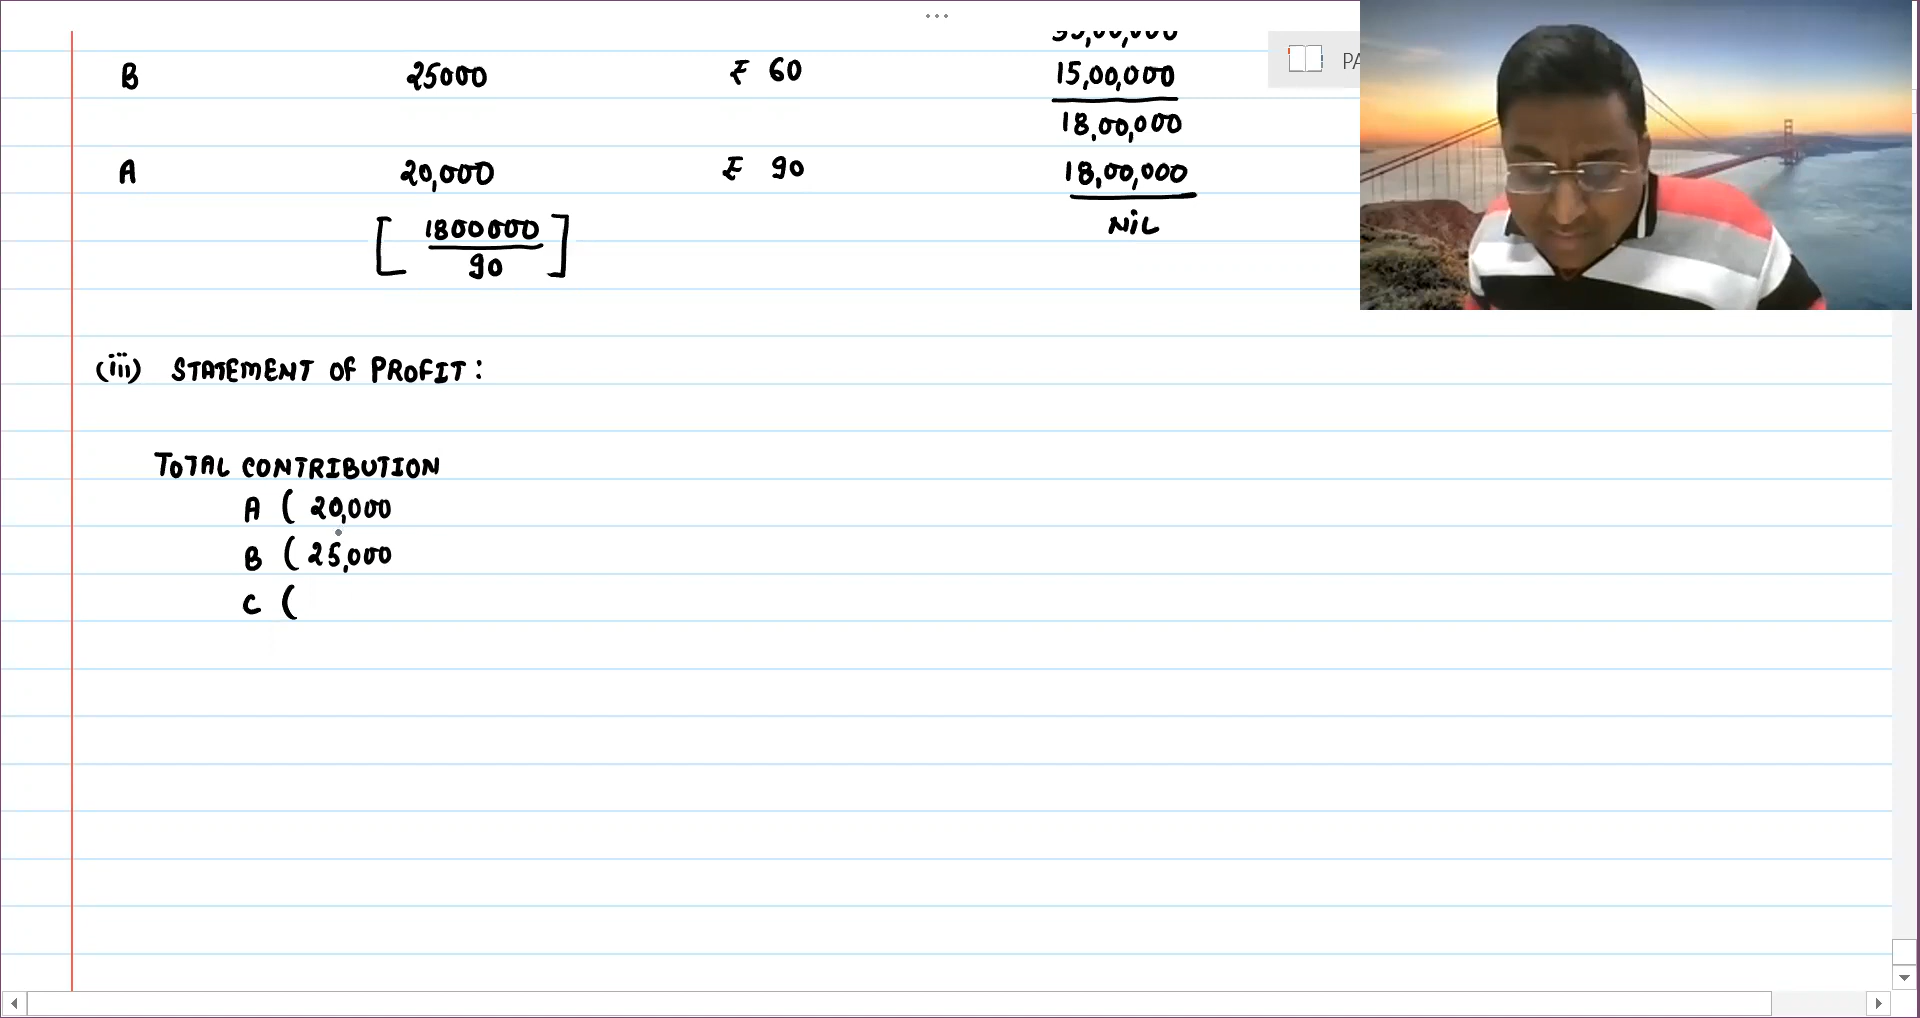 B 25000 ₹ 60 15,00,000
18,00,000
A 20,000 ₹ 90 18,00,000
[ 1800000 NiL
90 ]
(iii) STATEMENT OF PROFIT :
TOTAL CONTRIBUTION
A ( 20,000
B ( 25,000
C (